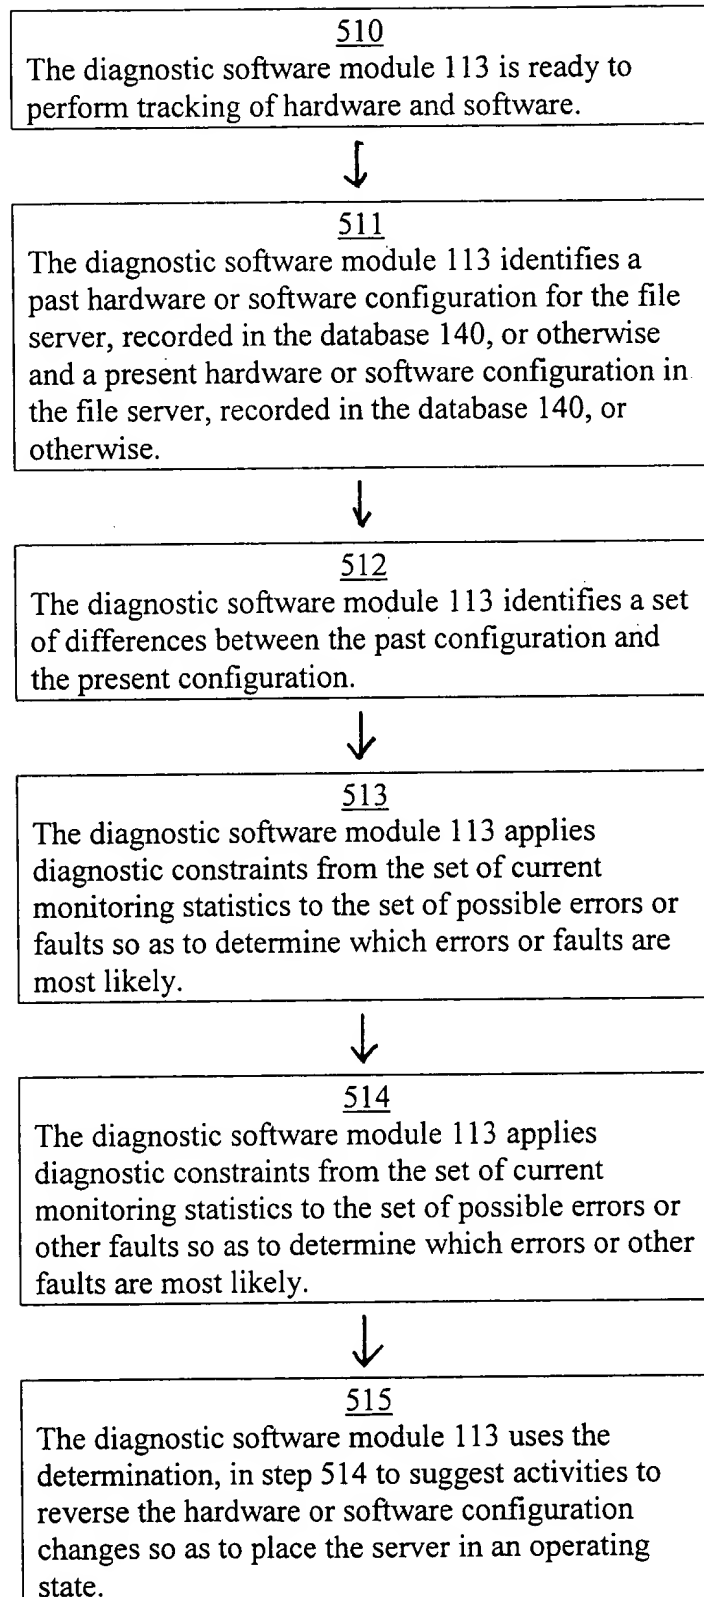 510
The diagnostic software module 113 is ready to
perform tracking of hardware and software.
511
The diagnostic software module 113 identifies a
past hardware or software configuration for the file
server, recorded in the database 140, or otherwise
and a present hardware or software configuration in
the file server, recorded in the database 140, or
otherwise.
512
The diagnostic software module 113 identifies a set
of differences between the past configuration and
the present configuration.
513
The diagnostic software module 113 applies
diagnostic constraints from the set of current
monitoring statistics to the set of possible errors or
faults so as to determine which errors or faults are
most likely.
514
The diagnostic software module 113 applies
diagnostic constraints from the set of current
monitoring statistics to the set of possible errors or
other faults so as to determine which errors or other
faults are most likely.
515
The diagnostic software module 113 uses the
determination, in step 514 to suggest activities to
reverse the hardware or software configuration
changes so as to place the server in an operating
state.